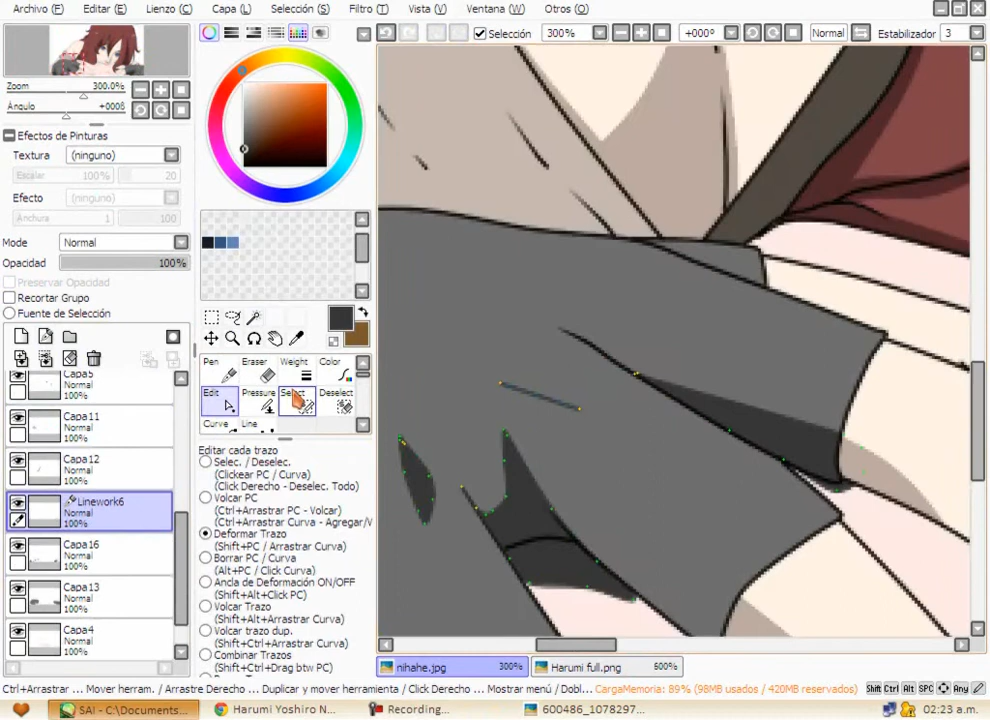 Archivo (F) Editar (E) Lienzo (C) Capa (L) Selección (S) Filtro (T) Vista (V) Ventana (W) Otros (O)
Selección 300% +000º Normal Estabilizador 3
Zoom 300.0%
Ángulo +000ß
Efectos de Pinturas
Textura (ninguno)
Escalar 100% 20
Efecto (ninguno)
Anchura 1 100
Mode Normal
Opacidad 100%
Preservar Opacidad
Recortar Grupo
Fuente de Selección
Capa5
Normal
100%
Capa11
Normal
100%
Capa12
Normal
100%
Linework6
Normal
100%
Capa16
Normal
100%
Capa13
Normal
100%
Capa4
Normal
100%
Pen Eraser Weight Color
Edit Pressure Select Deselect
Curve Line
Editar cada trazo
Selec. / Deselec.
(Clickear PC / Curva)
(Click Derecho - Deselec. Todo)
Volcar PC
(Ctrl+Arrastrar PC - Volcar)
(Ctrl+Arrastrar Curva - Agregar/V
Deformar Trazo
(Shift+PC / Arrastrar Curva)
Borrar PC / Curva
(Alt+PC / Click Curva)
Ancla de Deformación ON/OFF
(Shift+Alt+Click PC)
Volcar Trazo
(Shift+Alt+Arrastrar Curva)
Volcar trazo dup.
(Shift+Ctrl+Arrastrar Curva)
Combinar Trazos
(Shift+Ctrl+Drag btw PC)
nihahe.jpg 300% Harumi full.png 600%
Ctrl+Arrastrar ... Mover herram. / Arrastre Derecho ... Duplicar y mover herramienta / Click Derecho ... Mostrar menú / Dobl... CargaMemoria: 89% (98MB usados / 420MB reservados) Shift Ctrl Alt SPC Any
SAI - C:\Documents... Harumi Yoshiro N... Recording... 600486_1078297... 02:23 a.m.